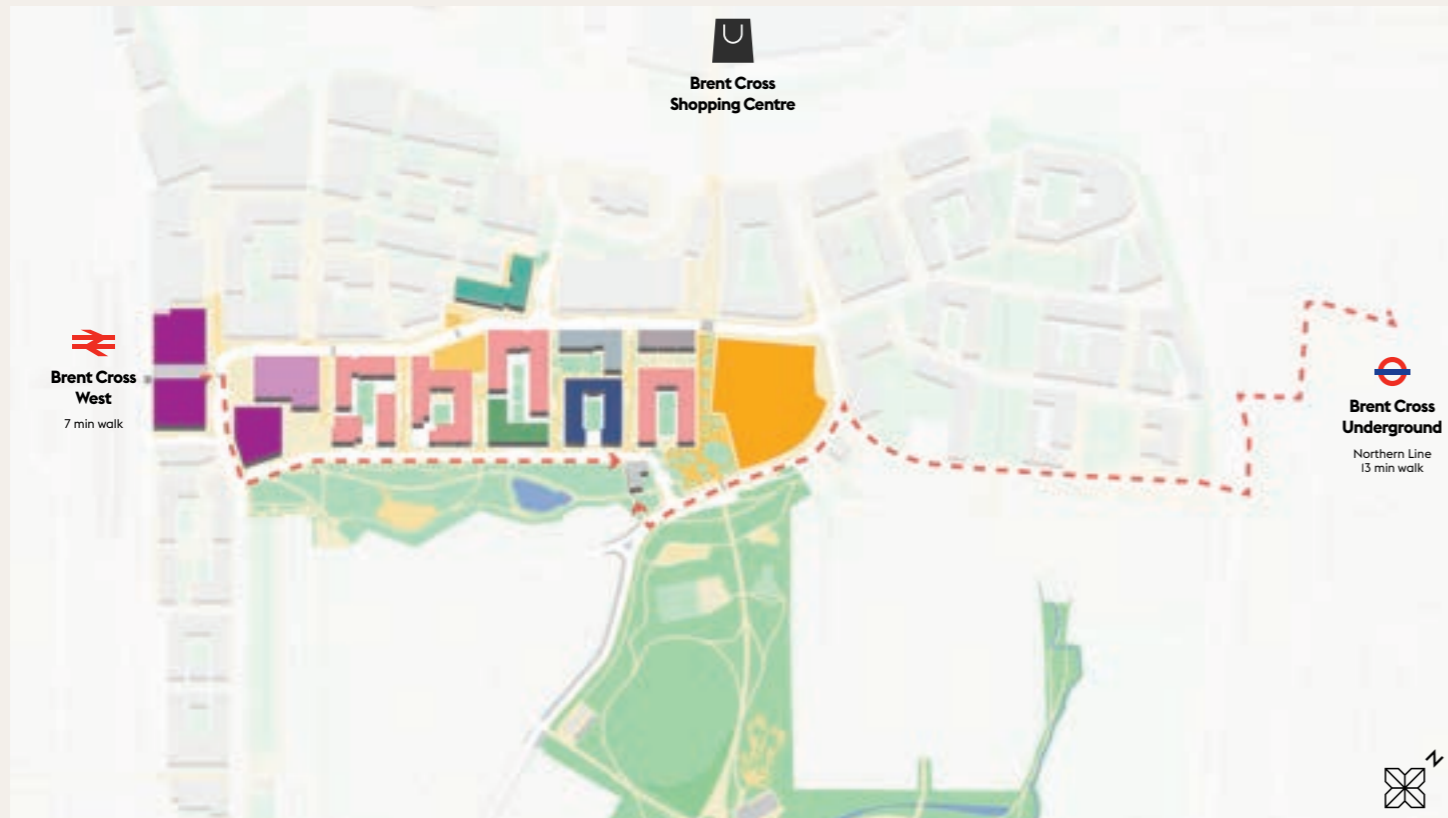 Brent Cross
Shopping Centre
Brent Cross
West
7 min walk
Brent Cross
Underground
Northern Line
13 min walk
N